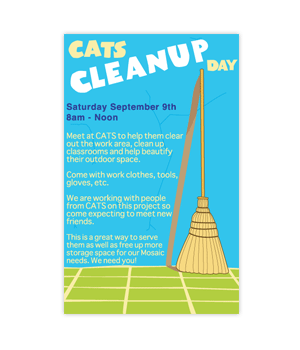 CATS
CLEANUP
DAY
Saturday September 9th
8am - Noon
Meet at CATS to help them clear
out the work area, clean up
classrooms and help beautify
their outdoor space.
Come with work clothes, tools,
gloves, etc.
We are working with people
from CATS on this project so
come expecting to meet new
friends.
This is a great way to serve
them as well as free up more
storage space for our Mosaic
needs. We need you!